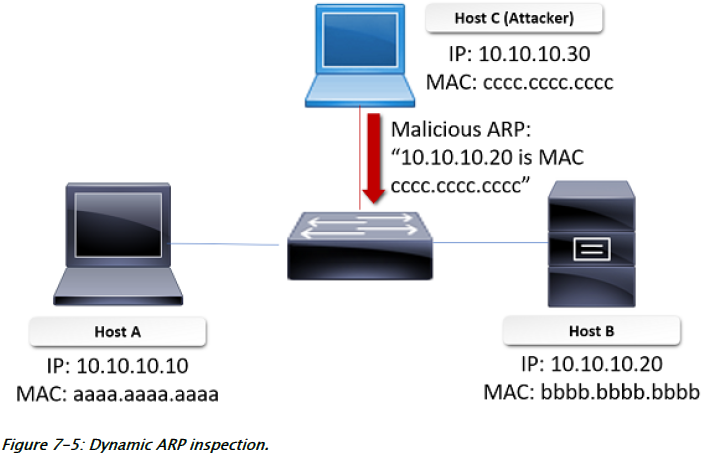 Host C (Attacker)
IP: 10.10.10.30
MAC: cccc.cccc.cccc
Malicious ARP:
“10.10.10.20 is MAC
cccc.cccc.cccc”
Host A
IP: 10.10.10.10
MAC: aaaa.aaaa.aaaa
Host B
IP: 10.10.10.20
MAC: bbbb.bbbb.bbbb
Figure 7-5: Dynamic ARP inspection.